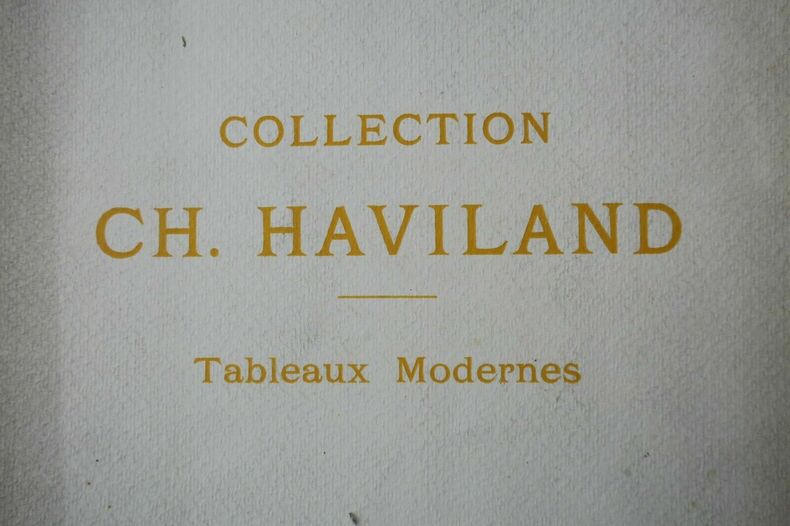 COLLECTION
CH. HAVILAND
Tableaux Modernes